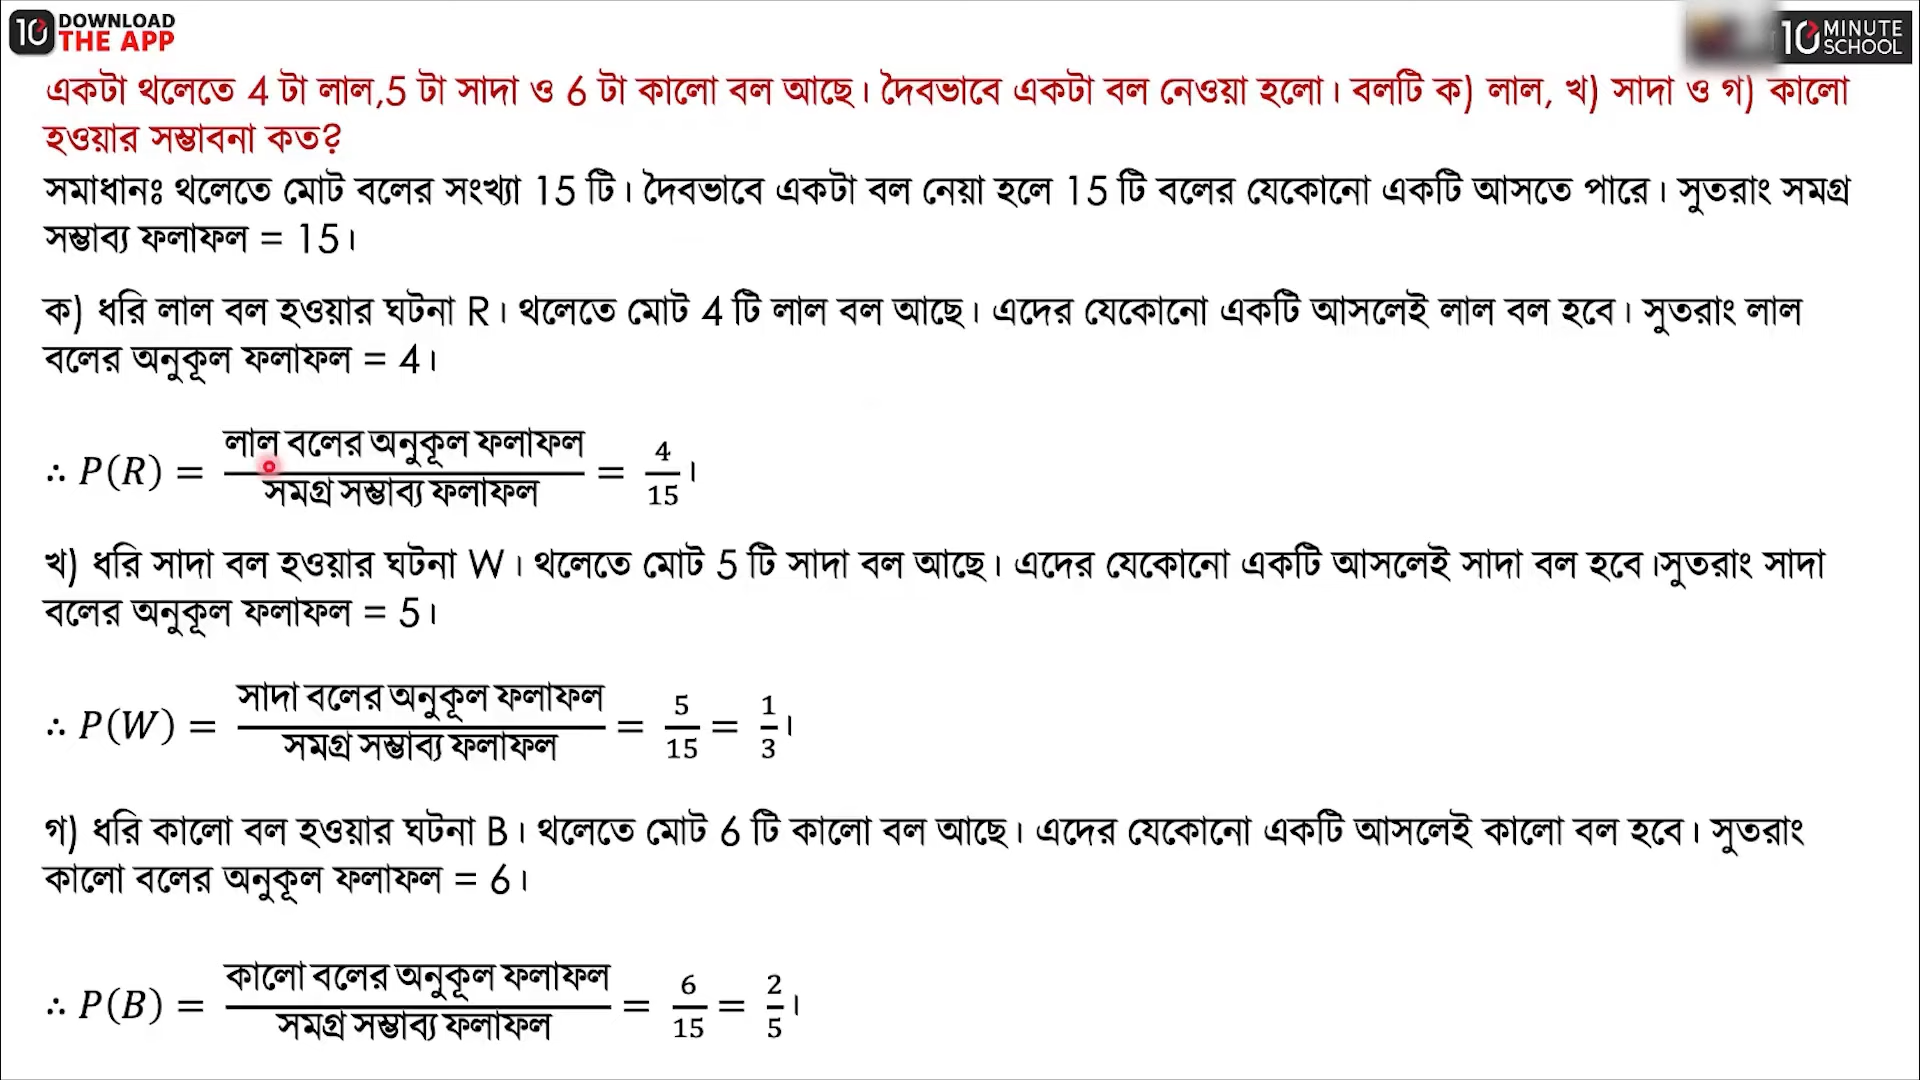 10 DOWNLOAD
THE APP
10 MINUTE
SCHOOL
একটা থলেতে 4 টা লাল,5 টা সাদা ও 6 টা কালো বল আছে। দৈবভাবে একটা বল নেওয়া হলো। বলটি ক) লাল, খ) সাদা ও গ) কালো
হওয়ার সম্ভাবনা কত?
সমাধানঃ থলেতে মোট বলের সংখ্যা 15 টি। দৈবভাবে একটা বল নেয়া হলে 15 টি বলের যেকোনো একটি আসতে পারে। সুতরাং সমগ্র
সম্ভাব্য ফলাফল = 15।
ক) ধরি লাল বল হওয়ার ঘটনা R। থলেতে মোট 4 টি লাল বল আছে। এদের যেকোনো একটি আসলেই লাল বল হবে। সুতরাং লাল
বলের অনুকূল ফলাফল = 4।
∴ P(R) = লাল বলের অনুকূল ফলাফল / সমগ্র সম্ভাব্য ফলাফল = 4/15।
খ) ধরি সাদা বল হওয়ার ঘটনা W। থলেতে মোট 5 টি সাদা বল আছে। এদের যেকোনো একটি আসলেই সাদা বল হবে।সুতরাং সাদা
বলের অনুকূল ফলাফল = 5।
∴ P(W) = সাদা বলের অনুকূল ফলাফল / সমগ্র সম্ভাব্য ফলাফল = 5/15 = 1/3।
গ) ধরি কালো বল হওয়ার ঘটনা B। থলেতে মোট 6 টি কালো বল আছে। এদের যেকোনো একটি আসলেই কালো বল হবে। সুতরাং
কালো বলের অনুকূল ফলাফল = 6।
∴ P(B) = কালো বলের অনুকূল ফলাফল / সমগ্র সম্ভাব্য ফলাফল = 6/15 = 2/5।